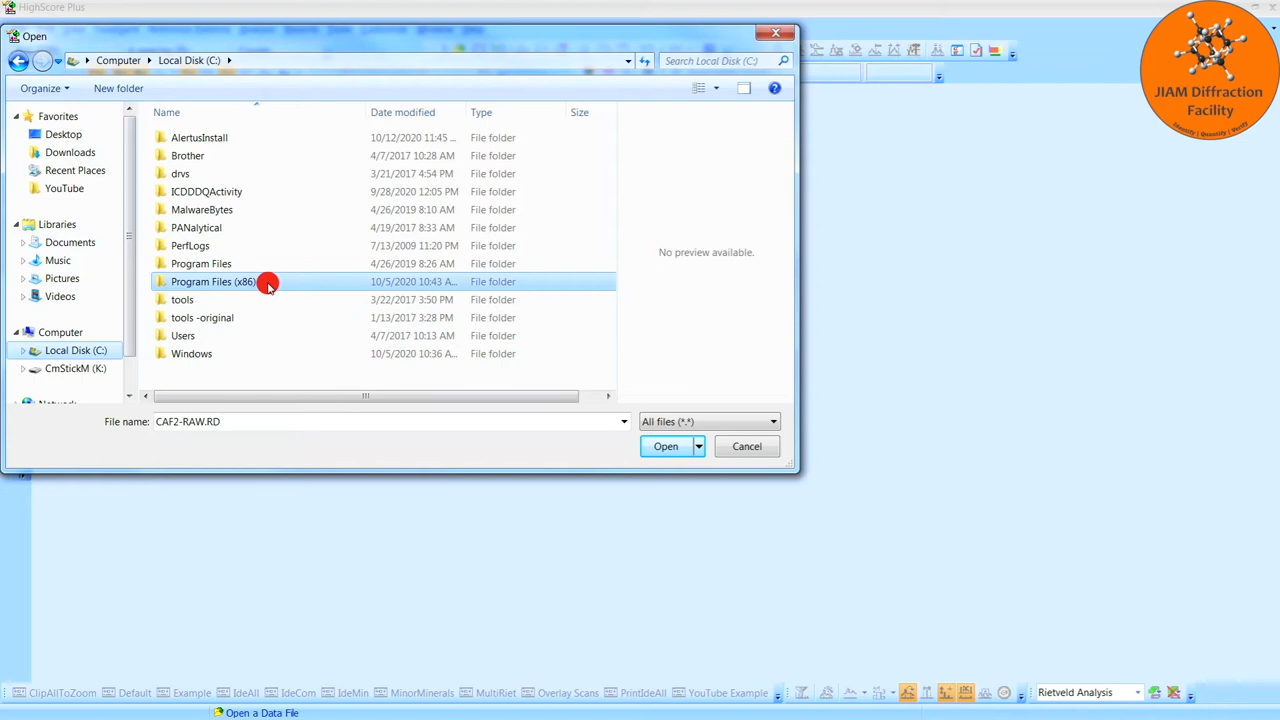 HighScore Plus
Open
Computer Local Disk (C:)
Search Local Disk (C:)
Organize New folder
Name Date modified Type Size
Favorites
Desktop
Downloads
Recent Places
YouTube
Libraries
Documents
Music
Pictures
Videos
Computer
Local Disk (C:)
CmStickM (K:)
AlertusInstall 10/12/2020 11:45 ... File folder
Brother 4/7/2017 10:28 AM File folder
drvs 3/21/2017 4:54 PM File folder
ICDDDQActivity 9/28/2020 12:05 PM File folder
MalwareBytes 4/26/2019 8:10 AM File folder
PANalytical 4/19/2017 8:33 AM File folder
PerfLogs 7/13/2009 11:20 PM File folder
Program Files 4/26/2019 8:26 AM File folder
Program Files (x86) 10/5/2020 10:43 A... File folder
tools 3/22/2017 3:50 PM File folder
tools -original 1/13/2017 3:28 PM File folder
Users 4/7/2017 10:13 AM File folder
Windows 10/5/2020 10:36 A... File folder
No preview available.
File name: CAF2-RAW.RD All files (*.*)
Open Cancel
JIAM Diffraction
Facility
Identify | Quantify | Verify
ClipAllToZoom Default Example IdeAll IdeCom IdeMin MinorMinerals MultiRiet Overlay Scans PrintIdeAll YouTube Example Rietveld Analysis
Open a Data File